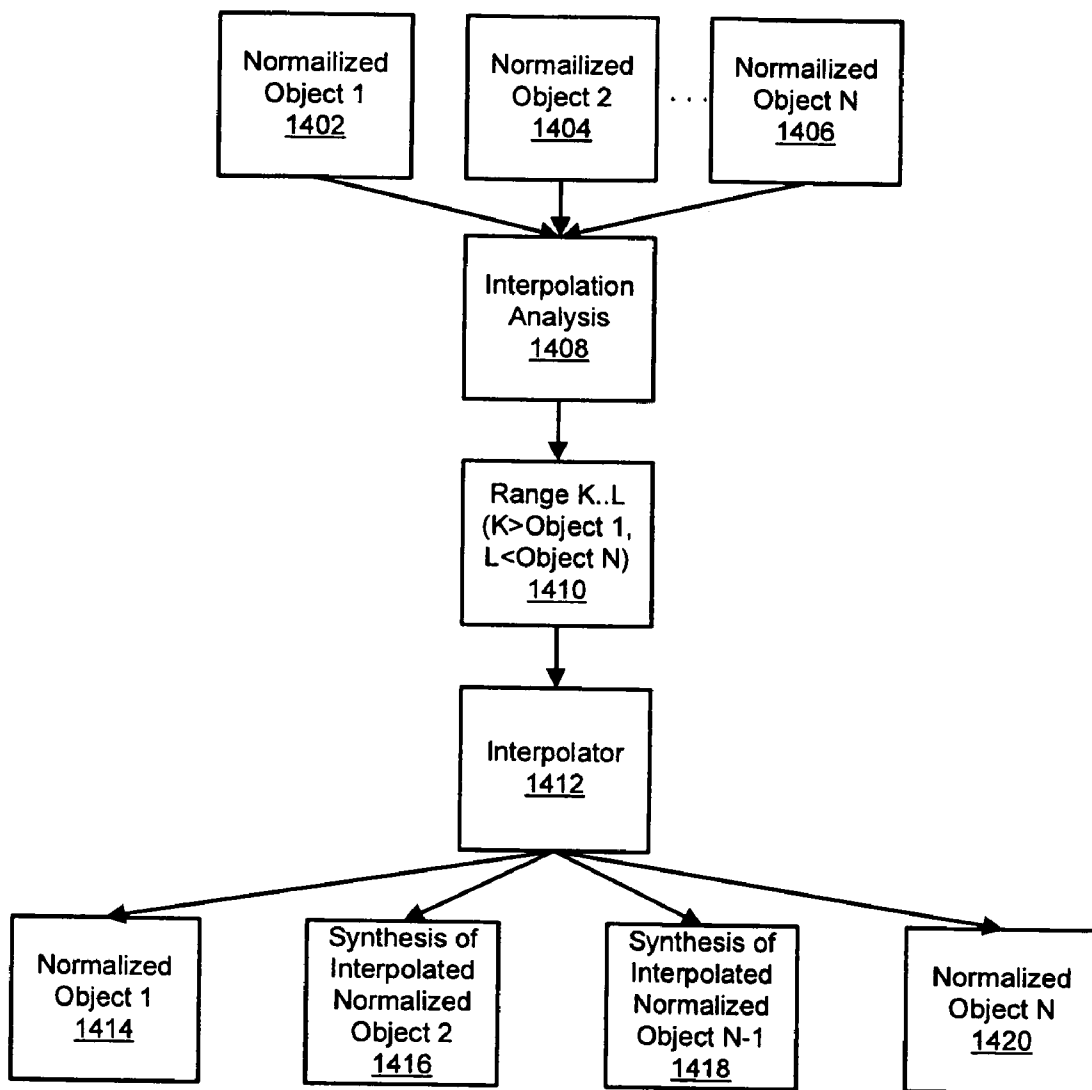 Normailized
Object 1
1402
Normailized
Object 2
1404
. . .
Normailized
Object N
1406
Interpolation
Analysis
1408
Range K..L
(K>Object 1,
L<Object N)
1410
Interpolator
1412
Normalized
Object 1
1414
Synthesis of
Interpolated
Normalized
Object 2
1416
Synthesis of
Interpolated
Normalized
Object N-1
1418
Normalized
Object N
1420